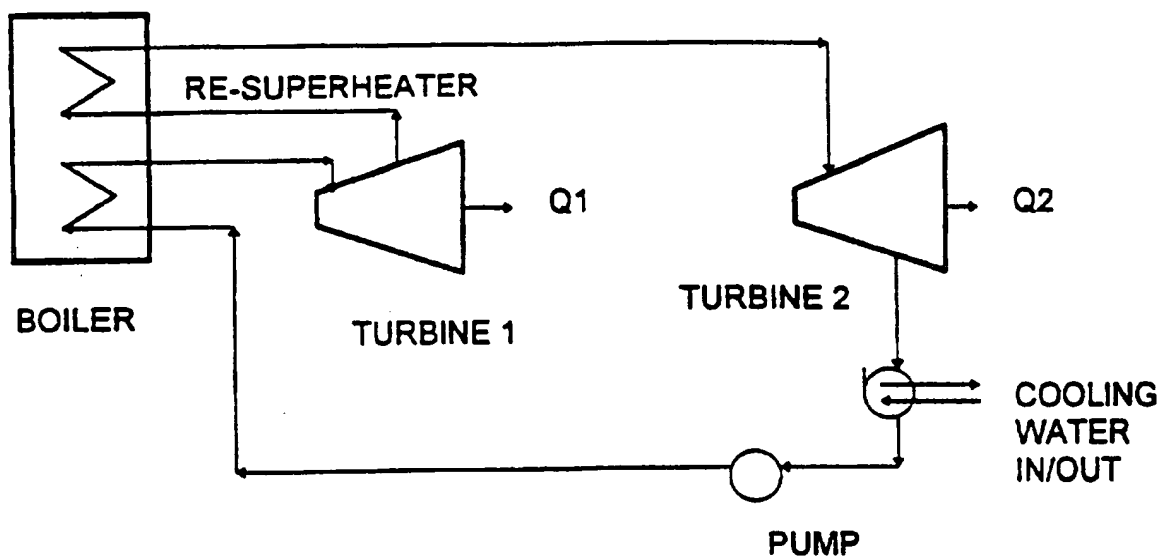 RE-SUPERHEATER
Q1
Q2
BOILER
TURBINE 1
TURBINE 2
COOLING
WATER
IN/OUT
PUMP